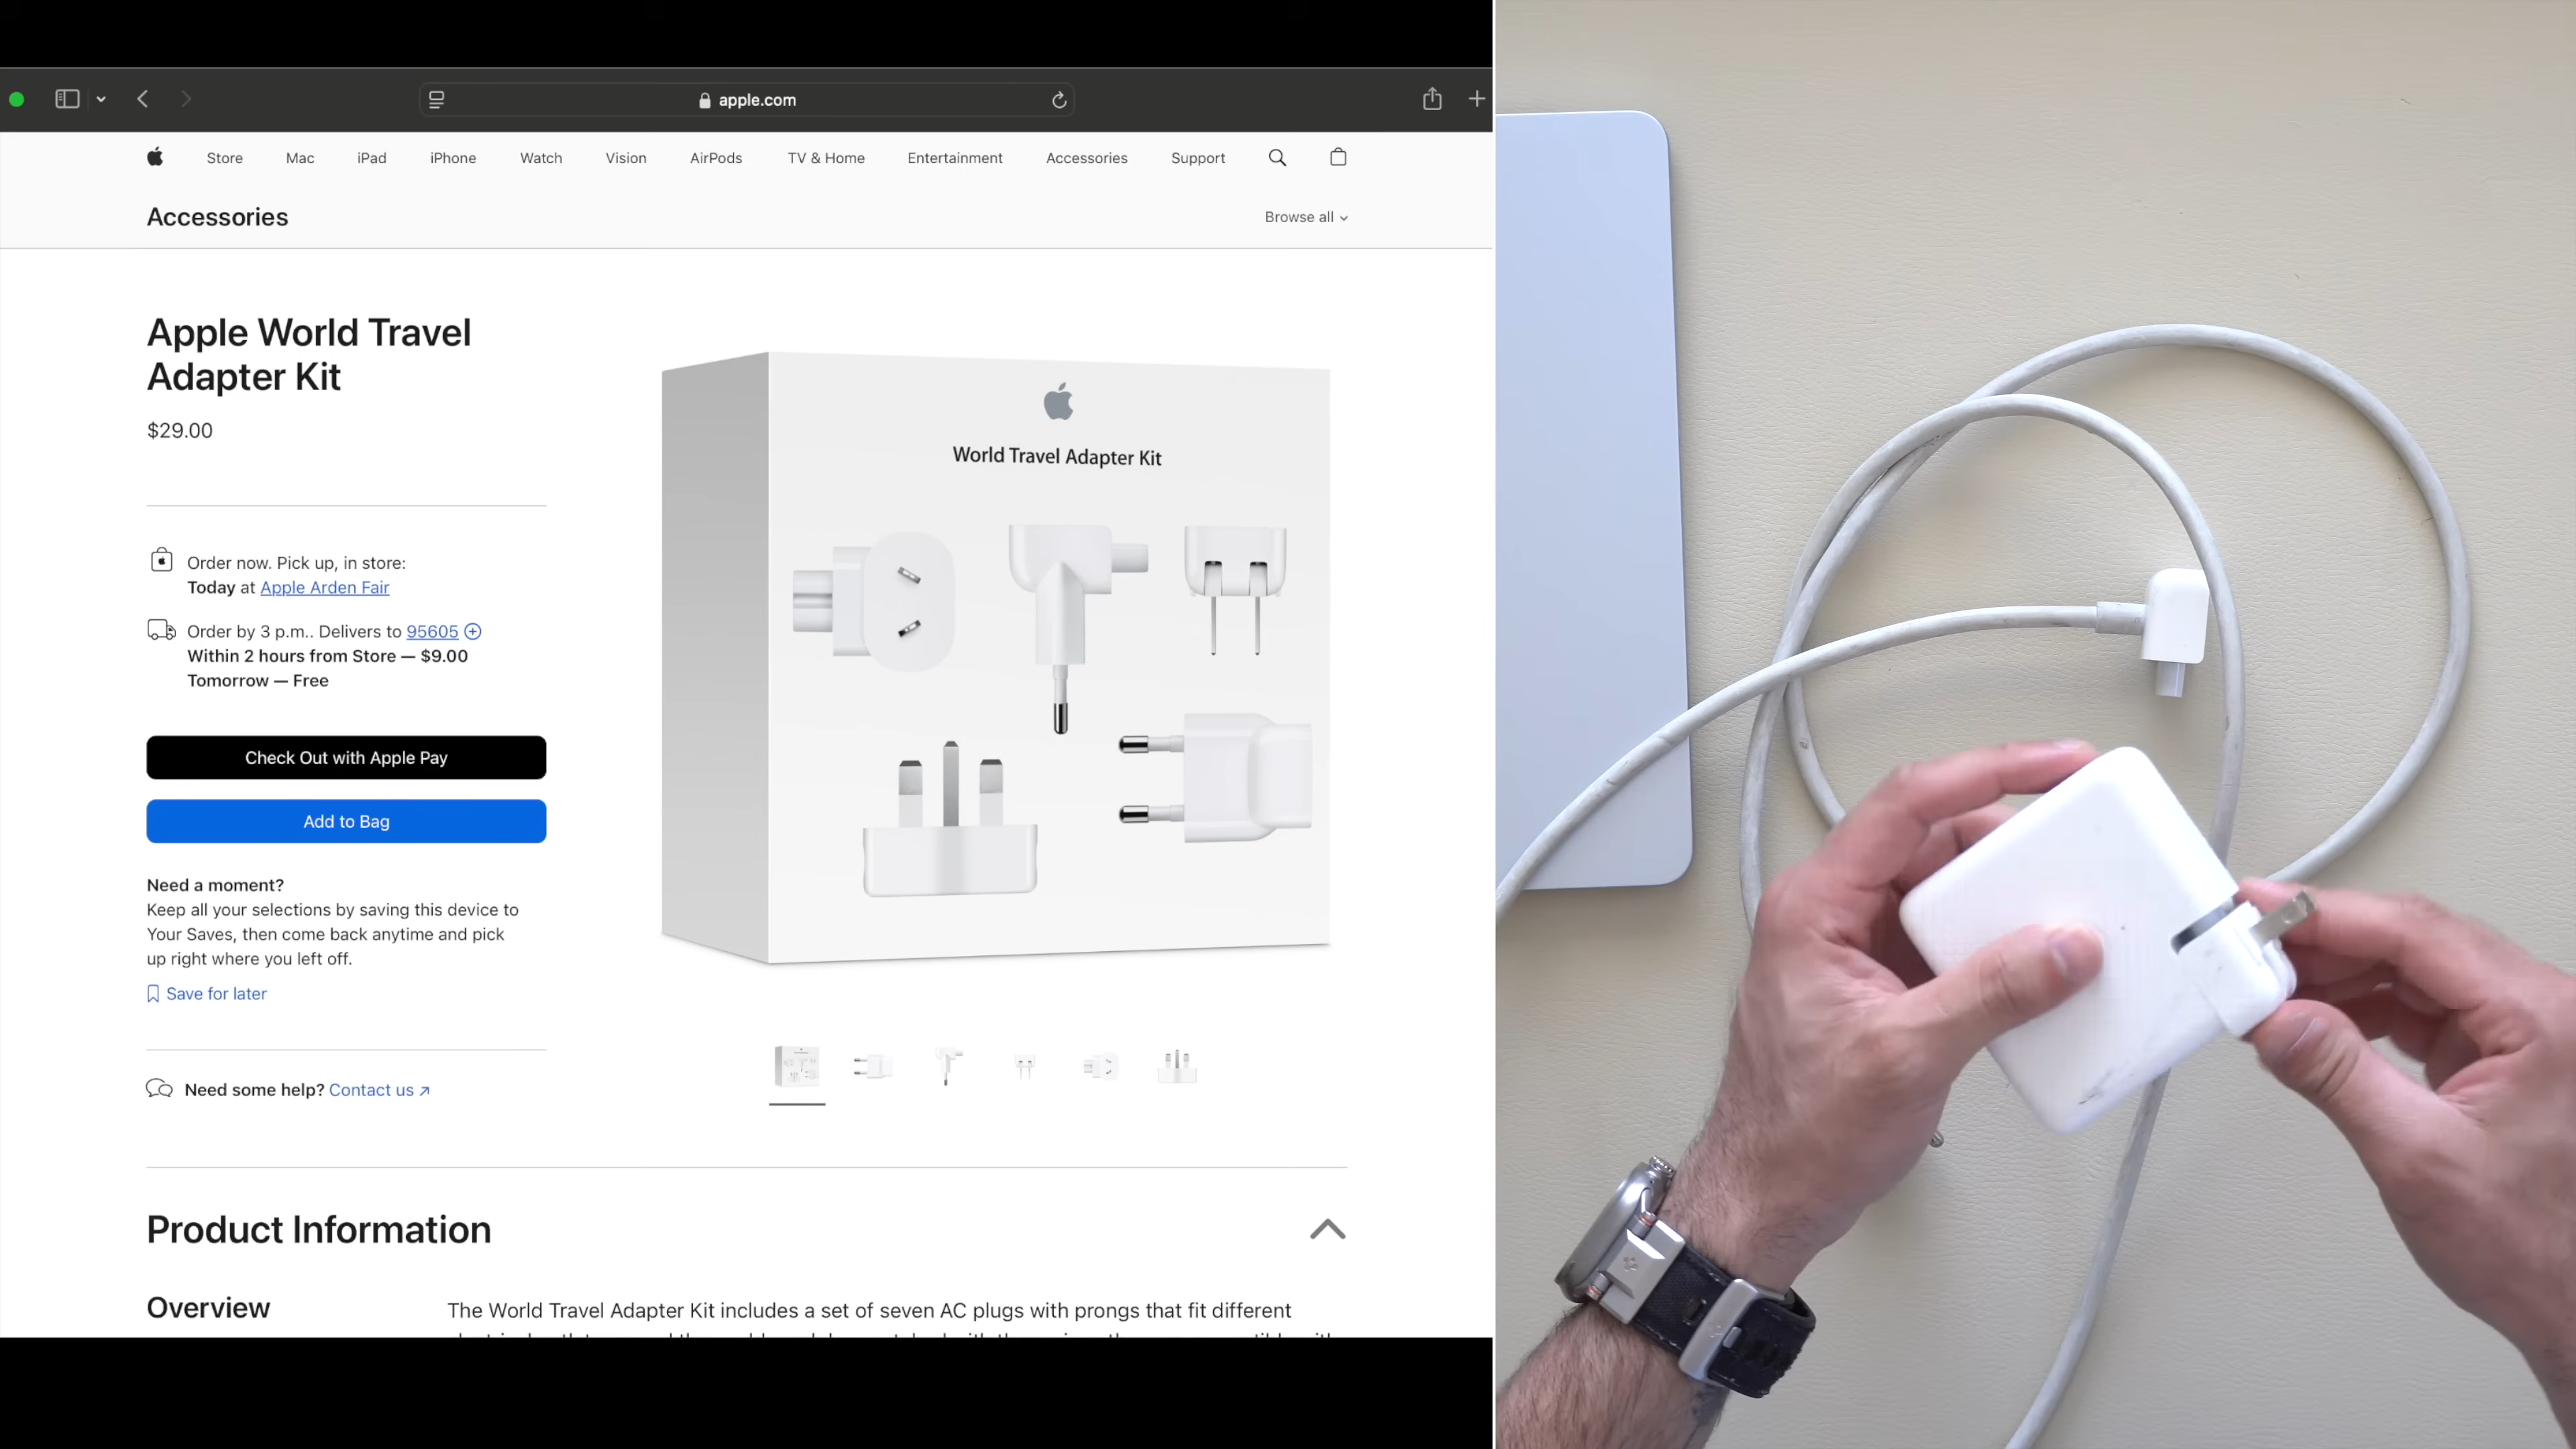 apple.com
Store Mac iPad iPhone Watch Vision AirPods TV & Home Entertainment Accessories Support
Accessories
Browse all
Apple World Travel
Adapter Kit
$29.00
Order now. Pick up, in store:
Today at Apple Arden Fair
Order by 3 p.m.. Delivers to 95605
Within 2 hours from Store — $9.00
Tomorrow — Free
Check Out with Apple Pay
Add to Bag
Need a moment?
Keep all your selections by saving this device to
Your Saves, then come back anytime and pick
up right where you left off.
Save for later
Need some help? Contact us
World Travel Adapter Kit
Product Information
Overview
The World Travel Adapter Kit includes a set of seven AC plugs with prongs that fit different